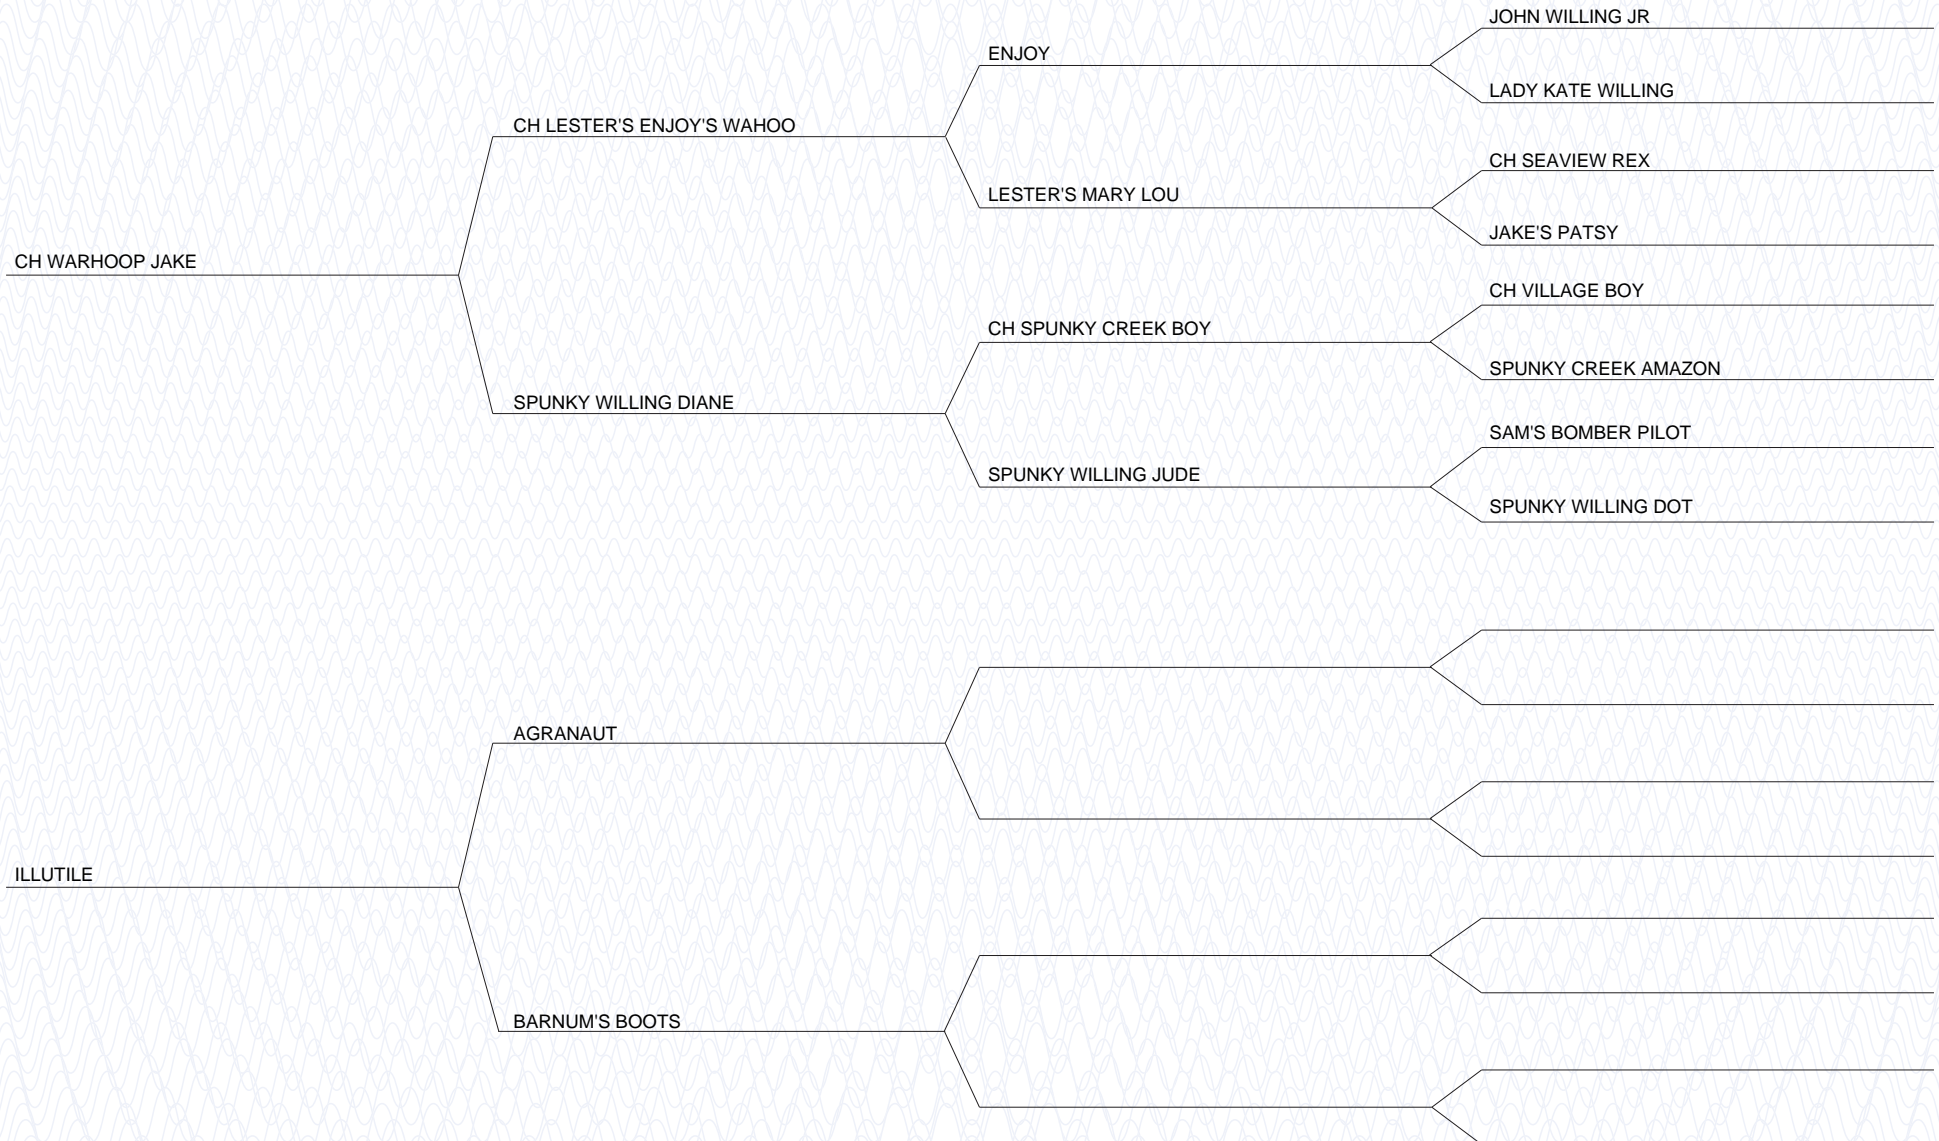 JOHN WILLING JR
ENJOY
LADY KATE WILLING
CH LESTER'S ENJOY'S WAHOO
CH SEAVIEW REX
LESTER'S MARY LOU
JAKE'S PATSY
CH WARHOOP JAKE
CH VILLAGE BOY
CH SPUNKY CREEK BOY
SPUNKY CREEK AMAZON
SPUNKY WILLING DIANE
SAM'S BOMBER PILOT
SPUNKY WILLING JUDE
SPUNKY WILLING DOT
AGRANAUT
ILLUTILE
BARNUM'S BOOTS